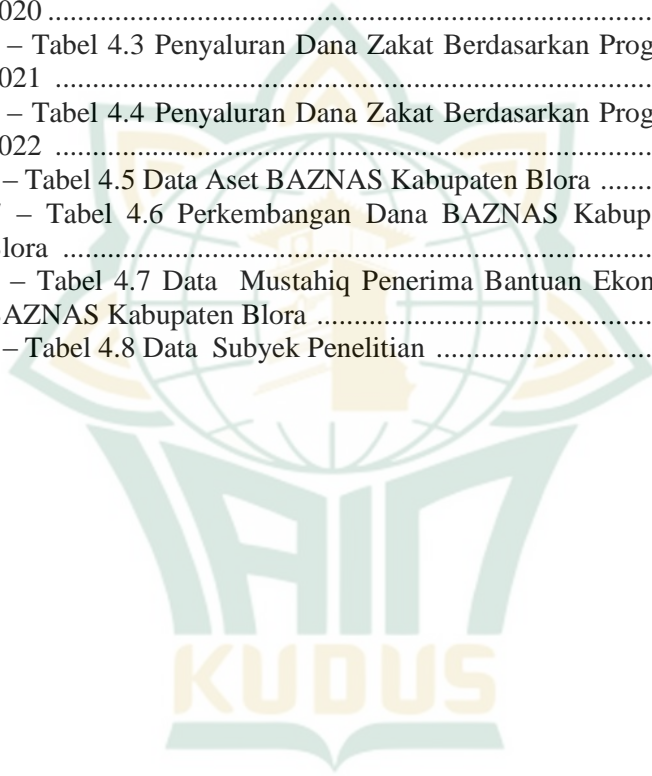 020 ................................................................................
– Tabel 4.3 Penyaluran Dana Zakat Berdasarkan Prog
021 ................................................................................
– Tabel 4.4 Penyaluran Dana Zakat Berdasarkan Prog
022 ................................................................................
– Tabel 4.5 Data Aset BAZNAS Kabupaten Blora ........
– Tabel 4.6 Perkembangan Dana BAZNAS Kabup
lora ................................................................................
– Tabel 4.7 Data Mustahiq Penerima Bantuan Ekon
BAZNAS Kabupaten Blora ............................................
– Tabel 4.8 Data Subyek Penelitian ..............................
IAIN
KUDUS